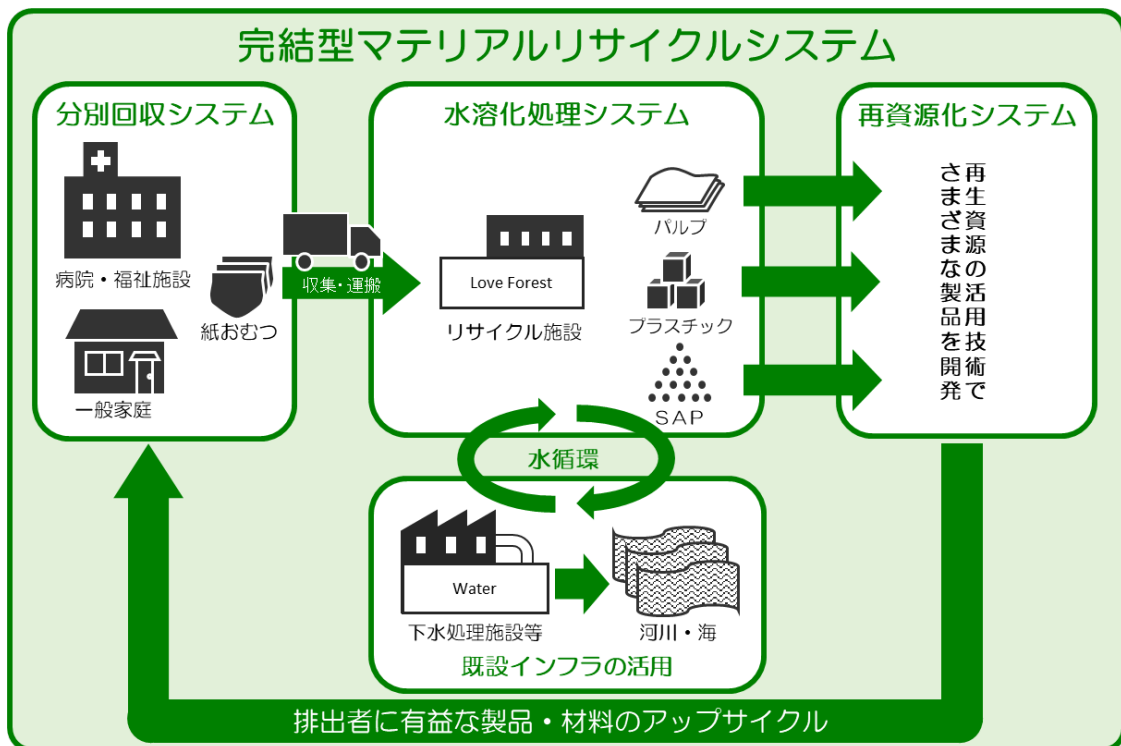 完結型マテリアルリサイクルシステム
分別回収システム
病院・福祉施設
紙おむつ
一般家庭
収集・運搬
水溶化処理システム
Love Forest
リサイクル施設
パルプ
プラスチック
SAP
再資源化システム
再生資源の活用技術で
さまざまな製品を開発
水循環
Water
下水処理施設等
河川・海
既設インフラの活用
排出者に有益な製品・材料のアップサイクル